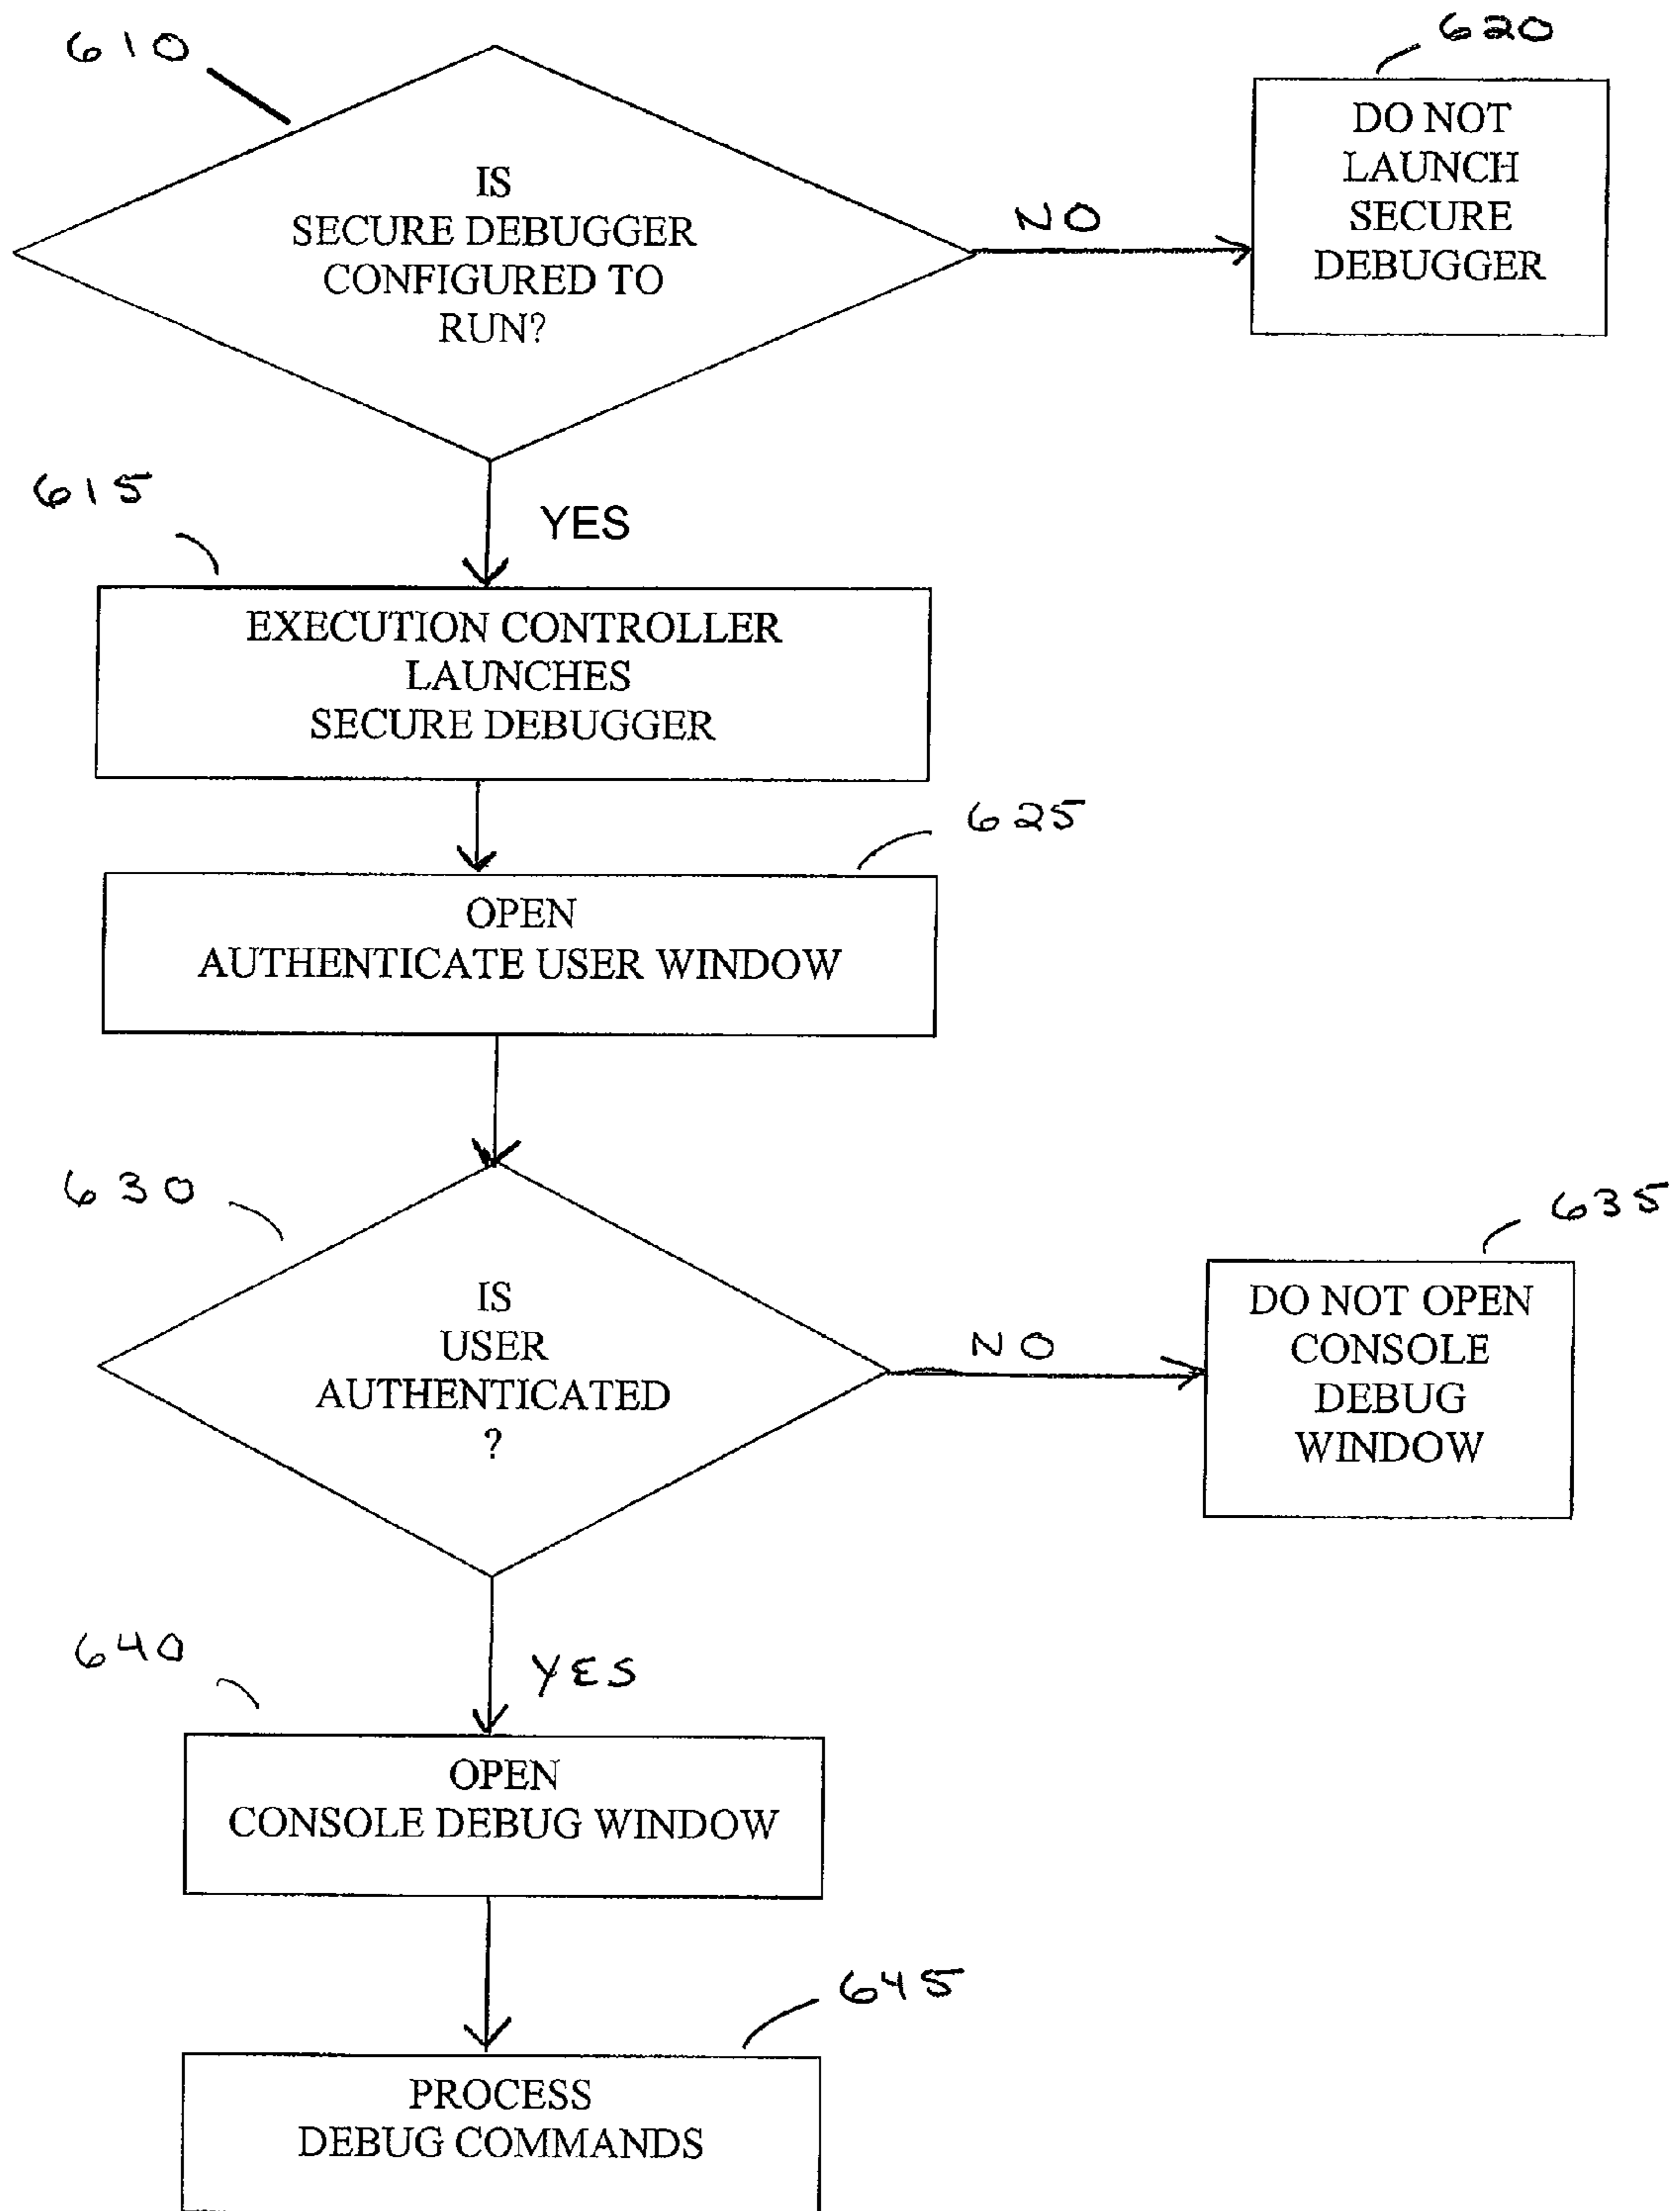 610
620
IS
SECURE DEBUGGER
CONFIGURED TO
RUN?
NO
DO NOT
LAUNCH
SECURE
DEBUGGER
615
YES
EXECUTION CONTROLLER
LAUNCHES
SECURE DEBUGGER
625
OPEN
AUTHENTICATE USER WINDOW
630
635
IS
USER
AUTHENTICATED
?
NO
DO NOT OPEN
CONSOLE
DEBUG
WINDOW
640
YES
OPEN
CONSOLE DEBUG WINDOW
645
PROCESS
DEBUG COMMANDS